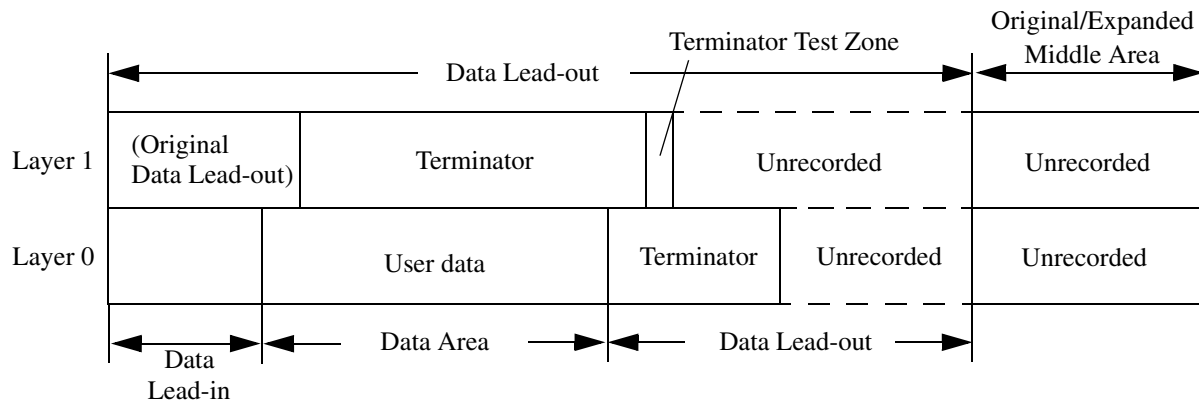 Original/Expanded
Middle Area
Terminator Test Zone
Data Lead-out
Layer 1
(Original
Data Lead-out)
Terminator
Unrecorded
Unrecorded
Layer 0
User data
Terminator
Unrecorded
Unrecorded
Data
Lead-in
Data Area
Data Lead-out